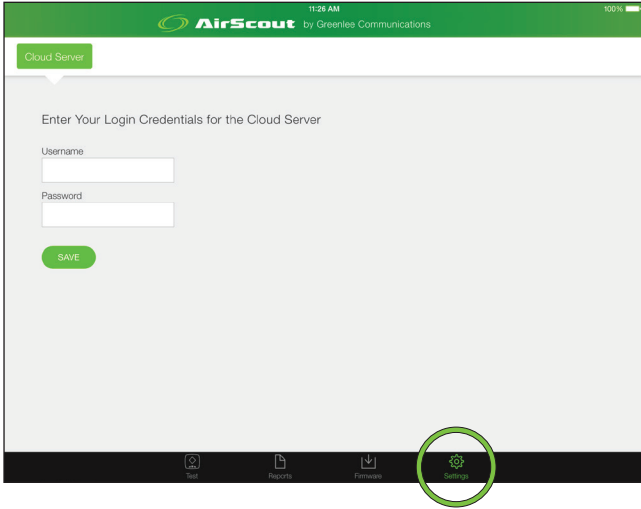 11:26 AM
100%
AirScout by Greenlee Communications
Cloud Server
Enter Your Login Credentials for the Cloud Server
Username
Password
SAVE
Test Reports Firmware Settings